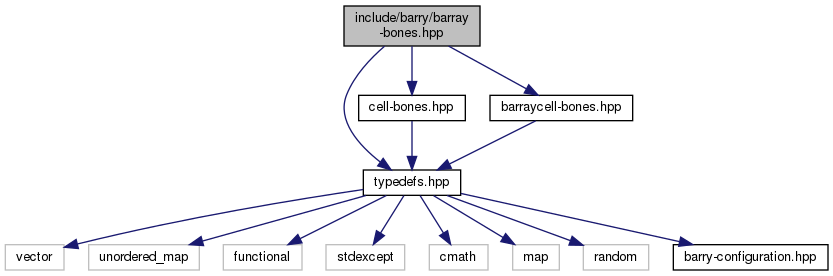 include/barry/barray
-bones.hpp
cell-bones.hpp
barraycell-bones.hpp
typedefs.hpp
vector
unordered_map
functional
stdexcept
cmath
map
random
barry-configuration.hpp